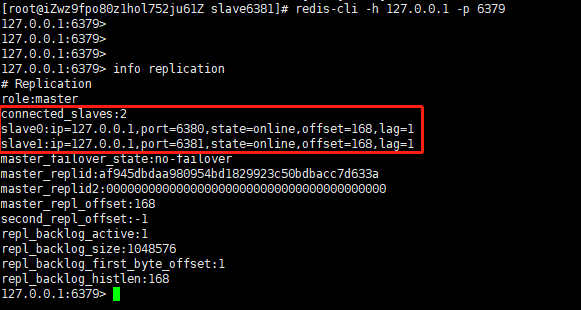 [root@iZwz9fpo80z1hol752ju61Z slave6381]# redis-cli -h 127.0.0.1 -p 6379
127.0.0.1:6379>
127.0.0.1:6379>
127.0.0.1:6379>
127.0.0.1:6379> info replication
# Replication
role:master
connected_slaves:2
slave0:ip=127.0.0.1,port=6380,state=online,offset=168,lag=1
slave1:ip=127.0.0.1,port=6381,state=online,offset=168,lag=1
master_failover_state:no-failover
master_replid:af945dbdaa980954bd1829923c50bdbacc7d633a
master_replid2:0000000000000000000000000000000000000000
master_repl_offset:168
second_repl_offset:-1
repl_backlog_active:1
repl_backlog_size:1048576
repl_backlog_first_byte_offset:1
repl_backlog_histlen:168
127.0.0.1:6379>